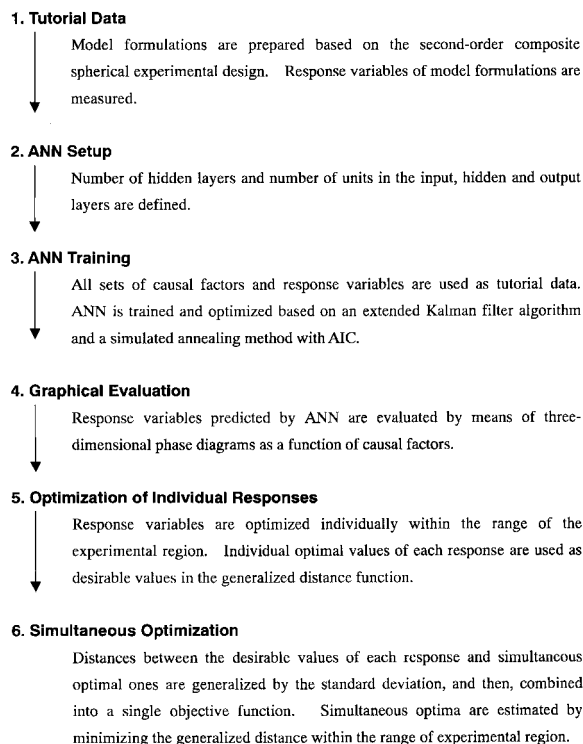 1. Tutorial Data
Model formulations are prepared based on the second-order composite
spherical experimental design. Response variables of model formulations are
measured.
2. ANN Setup
Number of hidden layers and number of units in the input, hidden and output
layers are defined.
3. ANN Training
All sets of causal factors and response variables are used as tutorial data.
ANN is trained and optimized based on an extended Kalman filter algorithm
and a simulated annealing method with AIC.
4. Graphical Evaluation
Response variables predicted by ANN are evaluated by means of three-
dimensional phase diagrams as a function of causal factors.
5. Optimization of Individual Responses
Response variables are optimized individually within the range of the
experimental region. Individual optimal values of each response are used as
desirable values in the generalized distance function.
6. Simultaneous Optimization
Distances between the desirable values of each response and simultaneous
optimal ones are generalized by the standard deviation, and then, combined
into a single objective function. Simultaneous optima are estimated by
minimizing the generalized distance within the range of experimental region.